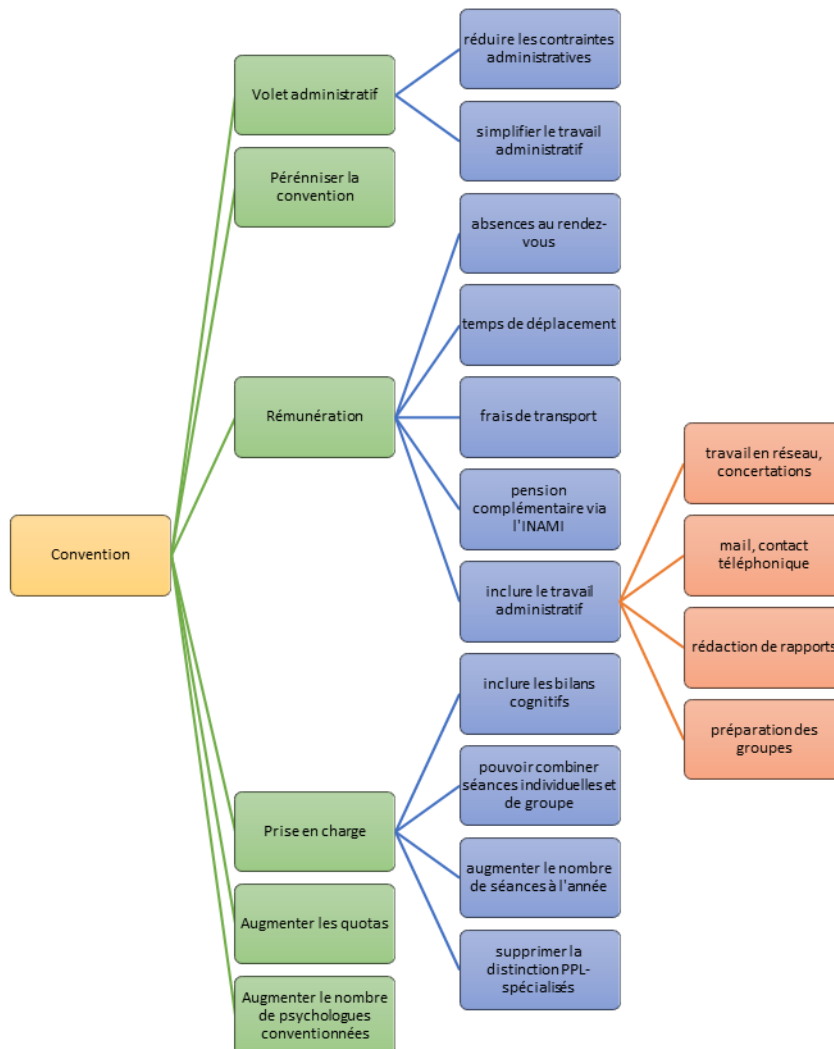 Convention
Volet administratif
réduire les contraintes
administratives
simplifier le travail
administratif
Pérénniser la
convention
Rémunération
absences au rendez-
vous
temps de déplacement
frais de transport
pension
complémentaire via
l'INAMI
inclure le travail
administratif
travail en réseau,
concertations
mail, contact
téléphonique
rédaction de rapports
préparation des
groupes
Prise en charge
inclure les bilans
cognitifs
pouvoir combiner
séances individuelles et
de groupe
augmenter le nombre
de séances à l'année
supprimer la
distinction PPL-
spécialisés
Augmenter les quotas
Augmenter le nombre
de psychologues
conventionnées